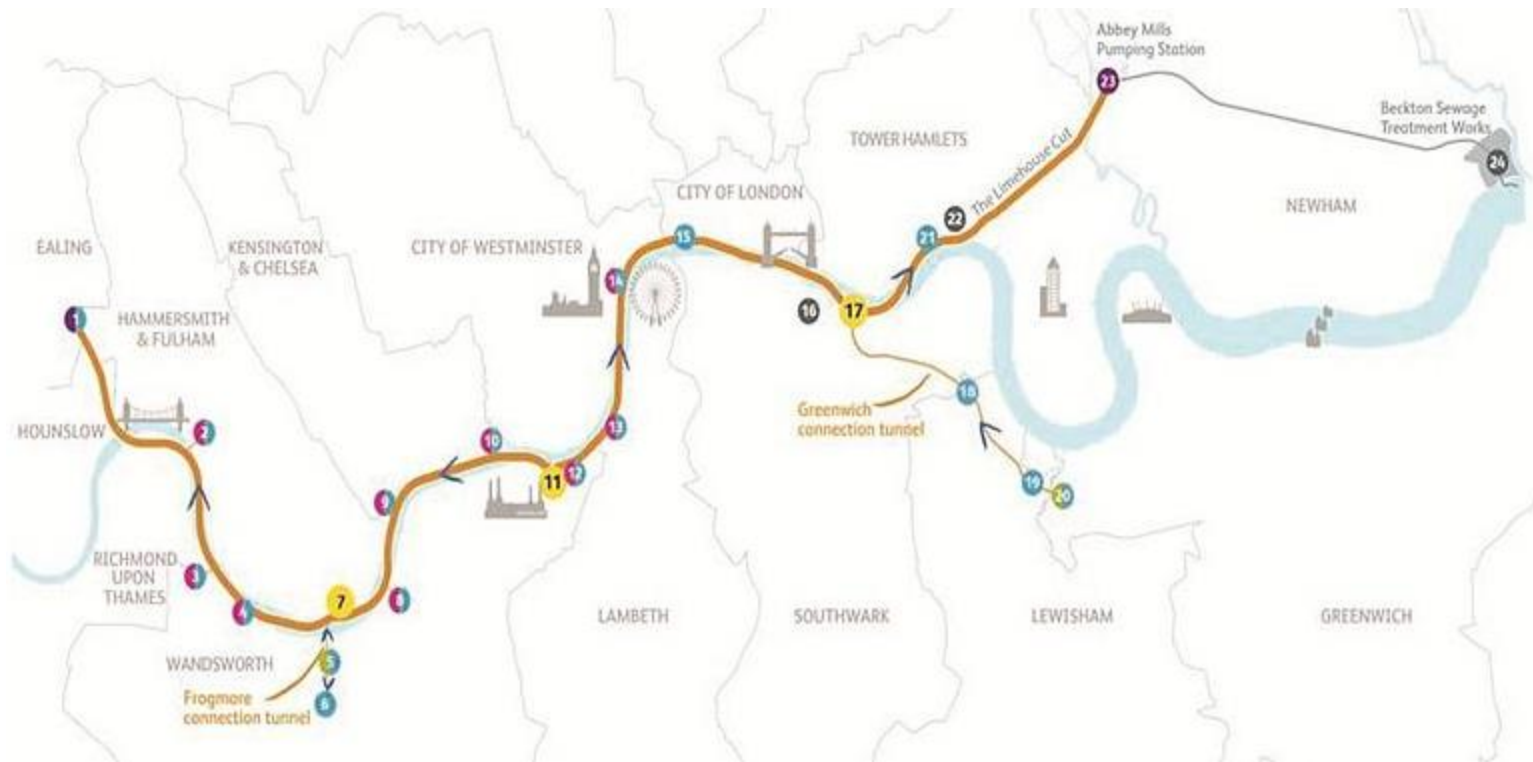 Abbey Mills
Pumping Station
23
Beckton Sewage
Treatment Works
24
TOWER HAMLETS
The Limehouse Cut
CITY OF LONDON
NEWHAM
22
21
15
EALING
KENSINGTON
& CHELSEA
CITY OF WESTMINSTER
14
16
17
1
HAMMERSMITH
& FULHAM
18
Greenwich
connection tunnel
HOUNSLOW
2
10
13
11
12
19
20
9
RICHMOND
UPON
THAMES
3
4
7
8
LAMBETH
SOUTHWARK
LEWISHAM
GREENWICH
WANDSWORTH
5
6
Frogmore
connection tunnel